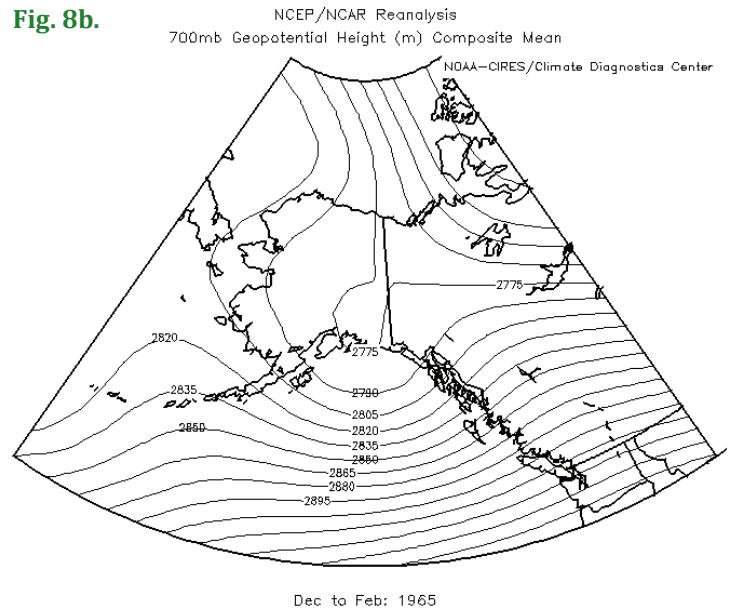 Fig. 8b.
NCEP/NCAR Reanalysis
700mb Geopotential Height (m) Composite Mean
NOAA-CIRES/Climate Diagnostics Center
2775
2820
2775
2835
2790
2805
2850
2820
2835
2850
2865
2880
2895
Dec to Feb: 1965